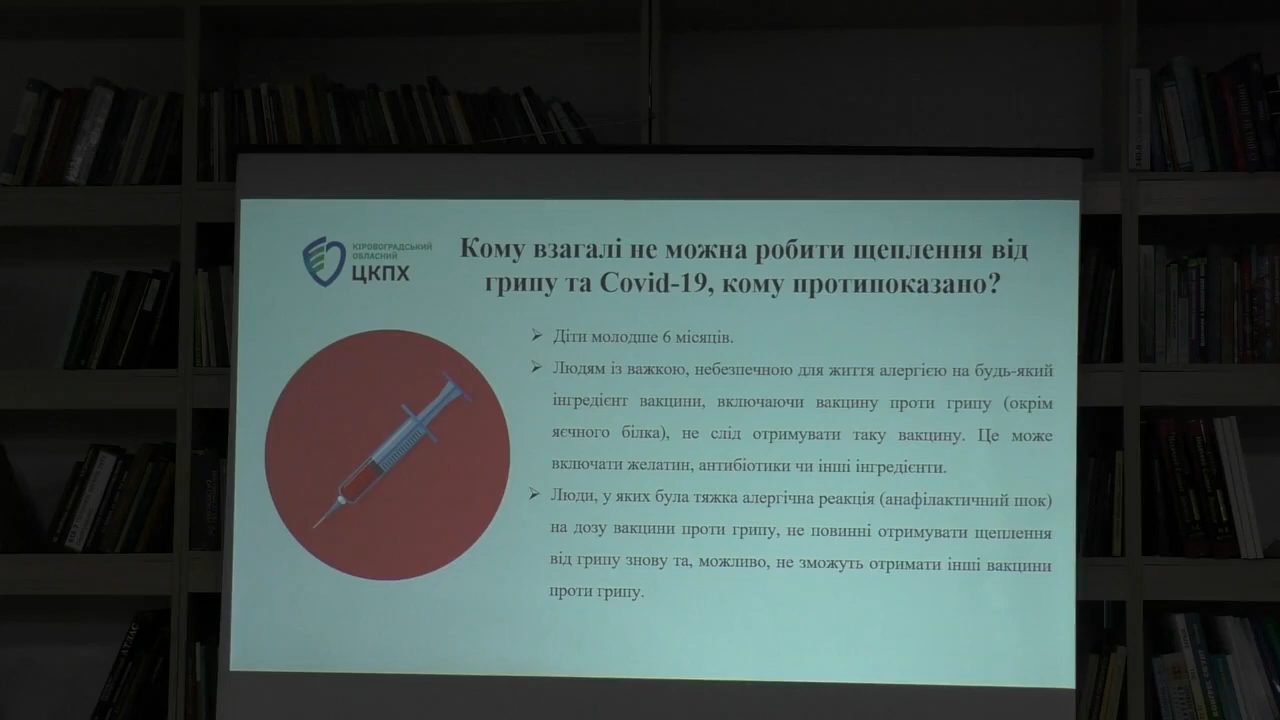 КІРОВОГРАДСЬКИЙ
ОБЛАСНИЙ
ЦКПХ
Кому взагалі не можна робити щеплення від
грипу та Covid-19, кому протипоказано?
Діти молодше 6 місяців.
Людям із важкою, небезпечною для життя алергією на будь-який
інгредієнт вакцини, включаючи вакцину проти грипу (окрім
яєчного білка), не слід отримувати таку вакцину. Це може
включати желатин, антибіотики чи інші інгредієнти.
Люди, у яких була тяжка алергічна реакція (анафілактичний шок)
на дозу вакцини проти грипу, не повинні отримувати щеплення
від грипу знову та, можливо, не зможуть отримати інші вакцини
проти грипу.
АТЛАС